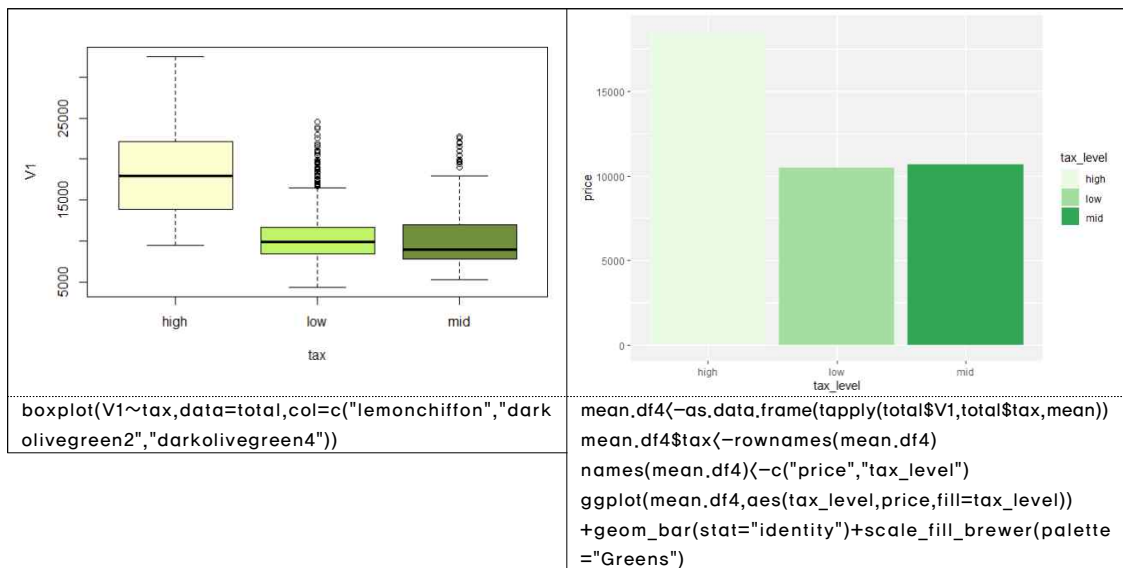 25000
15000
5000
V1
high low mid
tax
15000
10000
5000
0
price
high low mid
tax_level
tax_level
high
low
mid
boxplot(V1~tax,data=total,col=c("lemonchiffon","dark
olivegreen2","darkolivegreen4"))
mean.df4<-as.data.frame(tapply(total$V1,total$tax,mean))
mean.df4$tax<-rownames(mean.df4)
names(mean.df4)<-c("price","tax_level")
ggplot(mean.df4,aes(tax_level,price,fill=tax_level))
+geom_bar(stat="identity")+scale_fill_brewer(palette
="Greens")